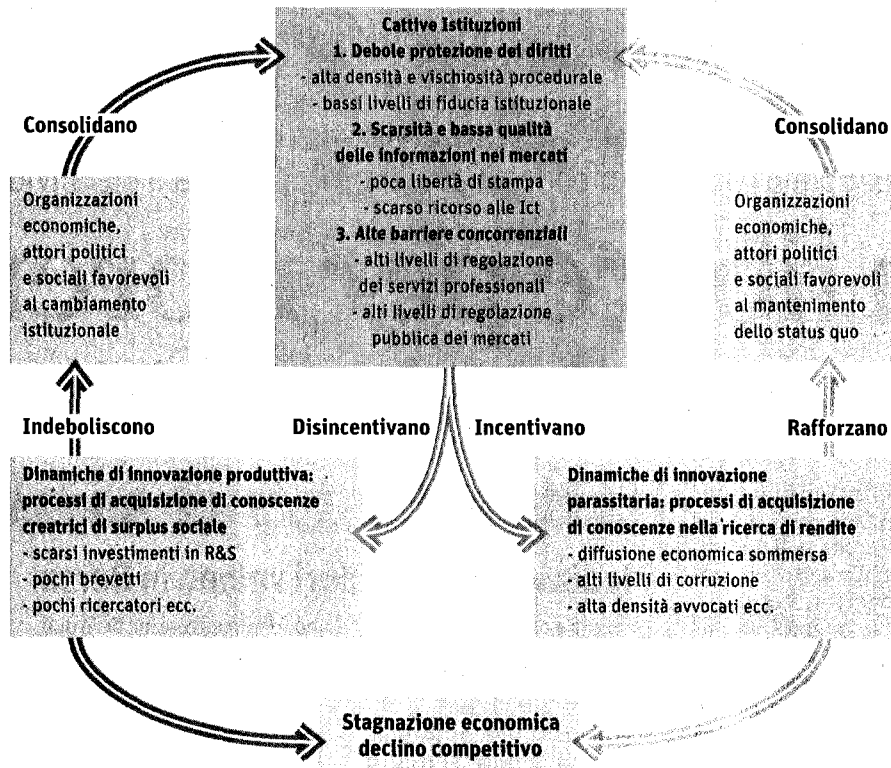 Cattive Istituzioni
1. Debole protezione dei diritti
- alta densità e vischiosità procedurale
- bassi livelli di fiducia istituzionale
2. Scarsità e bassa qualità
delle informazioni nei mercati
- poca libertà di stampa
- scarso ricorso alle Ict
3. Alte barriere concorrenziali
- alti livelli di regolazione
dei servizi professionali
- alti livelli di regolazione
pubblica dei mercati
Consolidano
Consolidano
Organizzazioni
economiche,
attori politici
e sociali favorevoli
al cambiamento
istituzionale
Organizzazioni
economiche,
attori politici
e sociali favorevoli
al mantenimento
dello status quo
Indeboliscono
Disincentivano
Incentivano
Rafforzano
Dinamiche di innovazione produttiva:
processi di acquisizione di conoscenze
creatrici di surplus sociale
- scarsi investimenti in R&S
- pochi brevetti
- pochi ricercatori ecc.
Dinamiche di innovazione
parassitaria: processi di acquisizione
di conoscenze nella ricerca di rendite
- diffusione economica sommersa
- alti livelli di corruzione
- alta densità avvocati ecc.
Stagnazione economica
declino competitivo